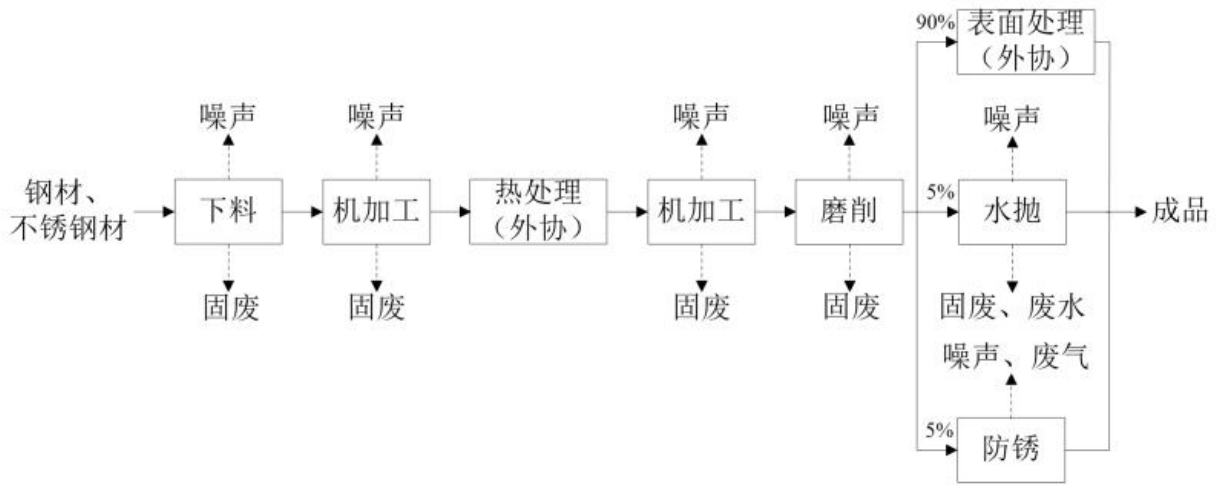 90%
表面处理
（外协）
噪声
噪声
噪声
噪声
噪声
钢材、
不锈钢材
下料
机加工
热处理
（外协）
机加工
磨削
5%
水抛
成品
固废
固废
固废
固废
固废、废水
噪声、废气
5%
防锈